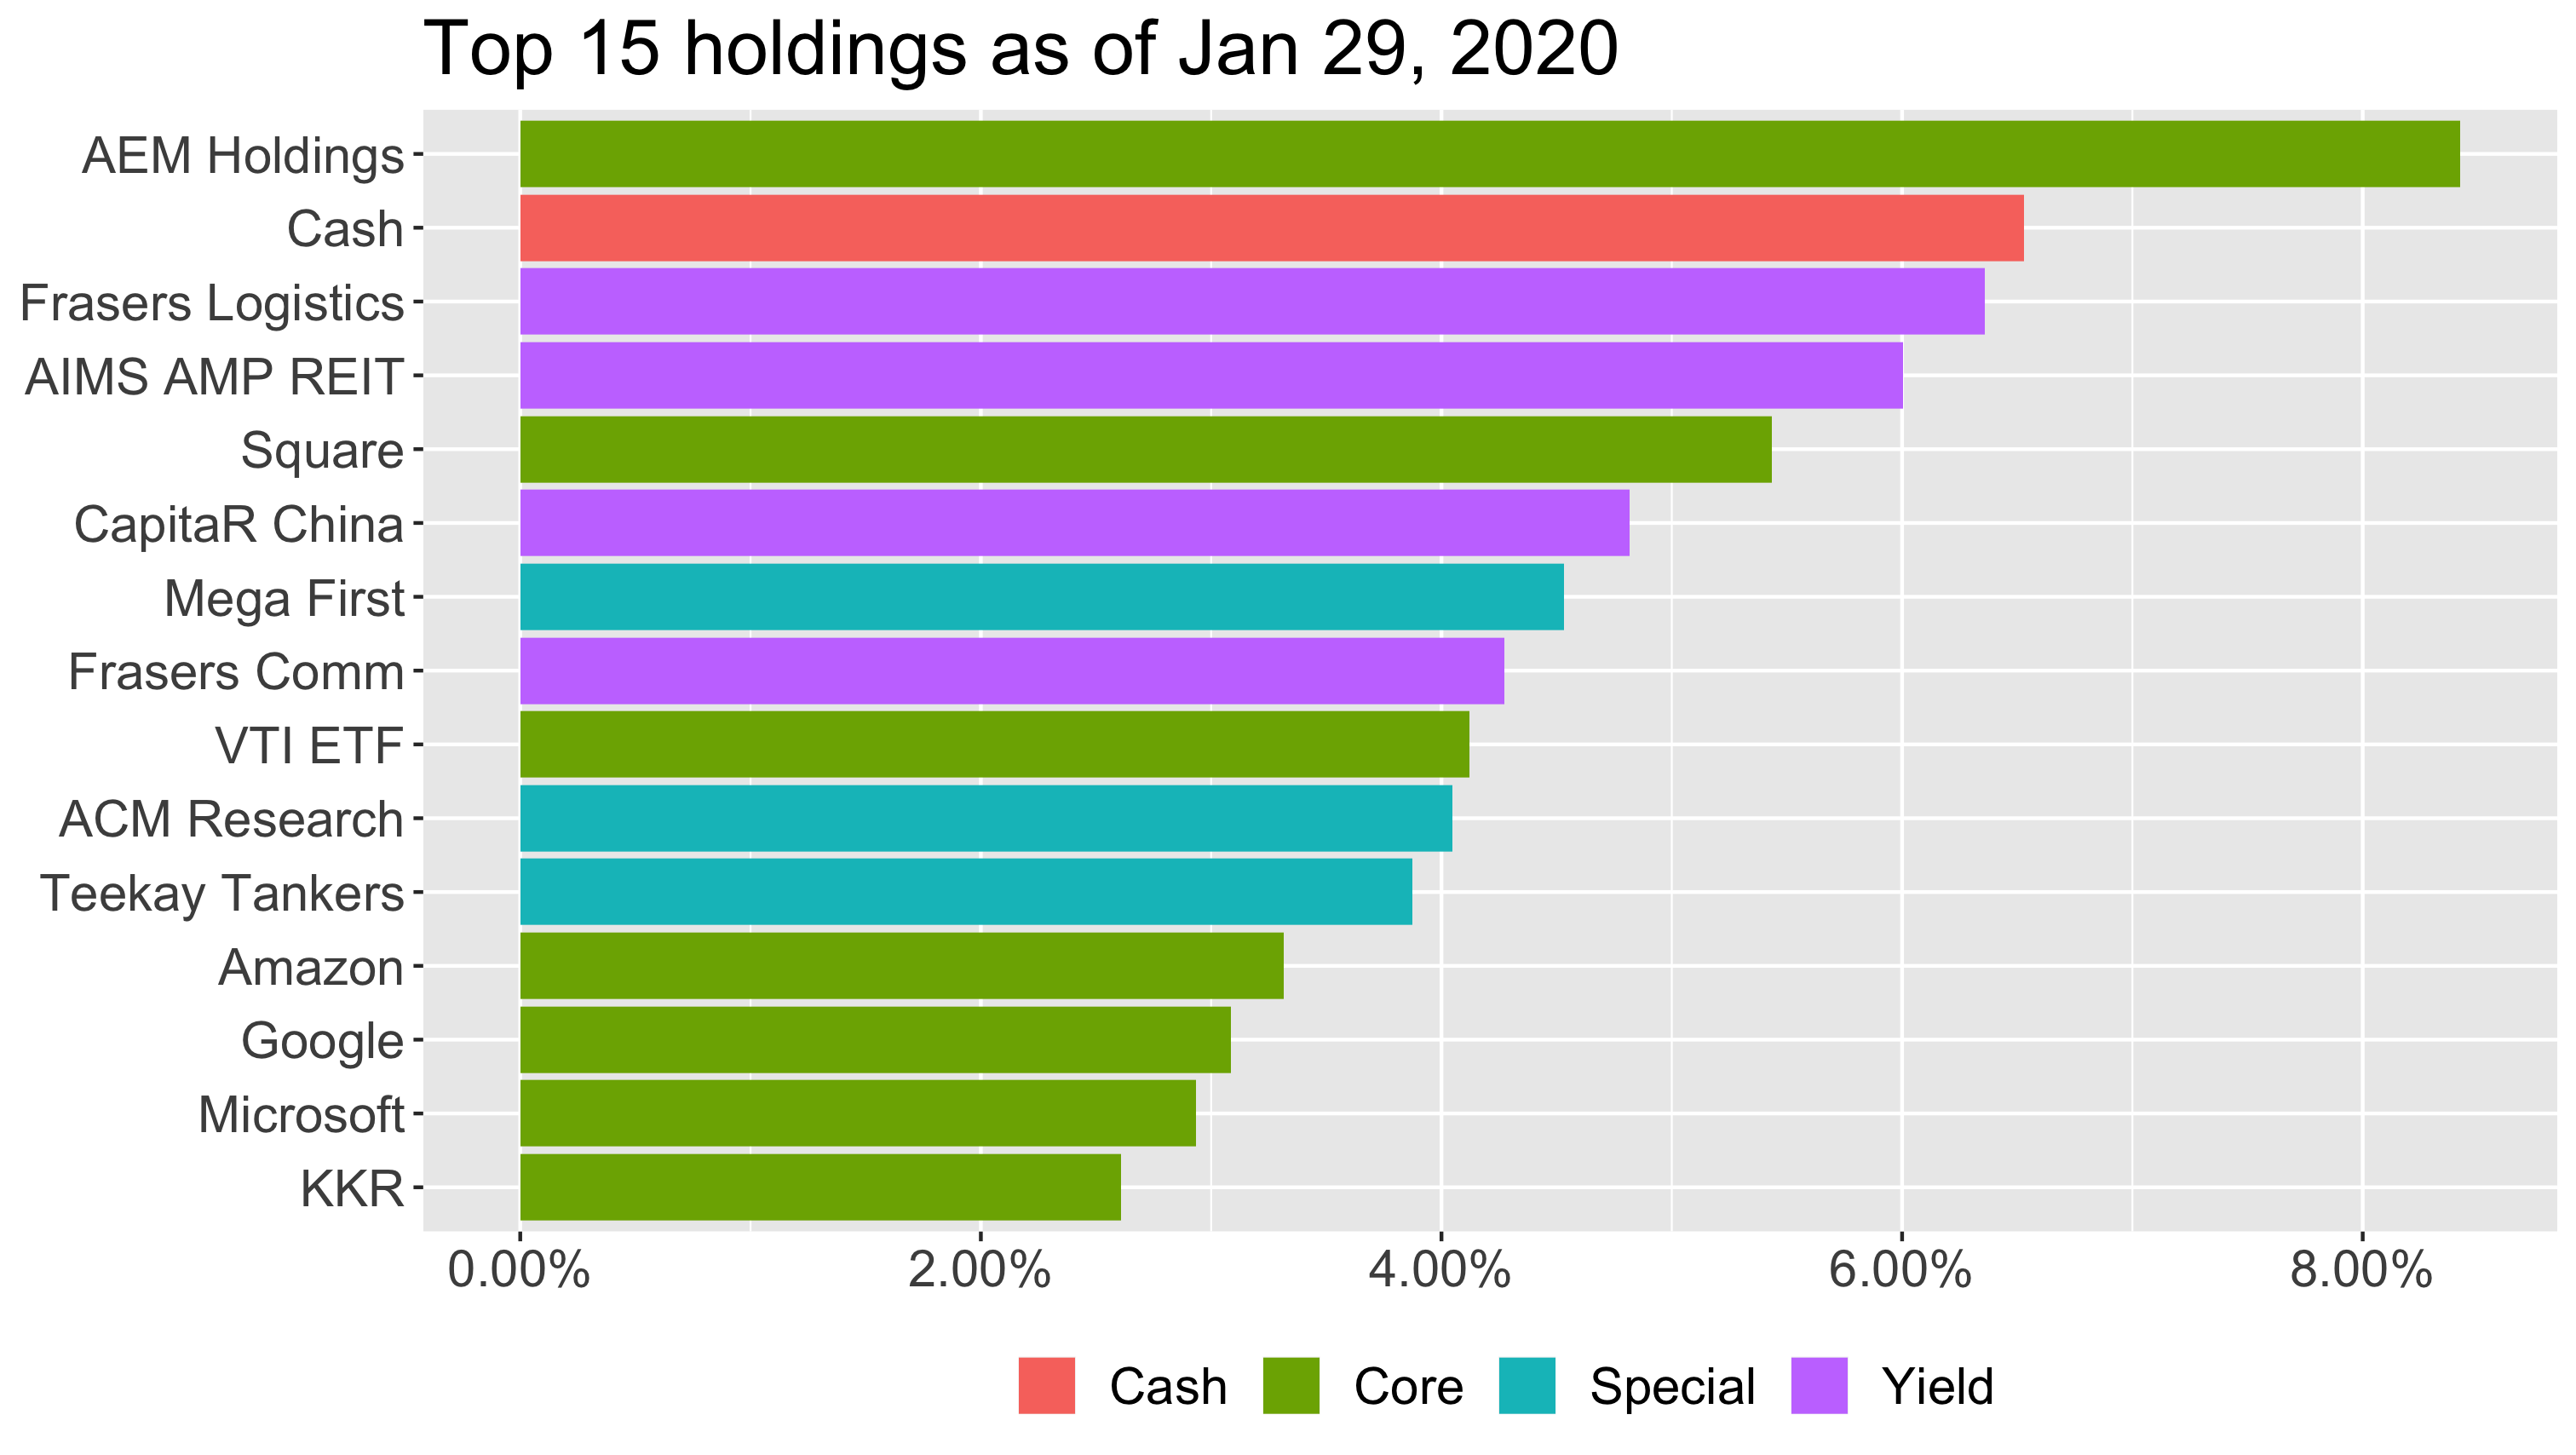 Top 15 holdings as of Jan 29, 2020
AEM Holdings
Cash
Frasers Logistics
AIMS AMP REIT
Square
CapitaR China
Mega First
Frasers Comm
VTI ETF
ACM Research
Teekay Tankers
Amazon
Google
Microsoft
KKR
0.00% 2.00% 4.00% 6.00% 8.00%
Cash Core Special Yield